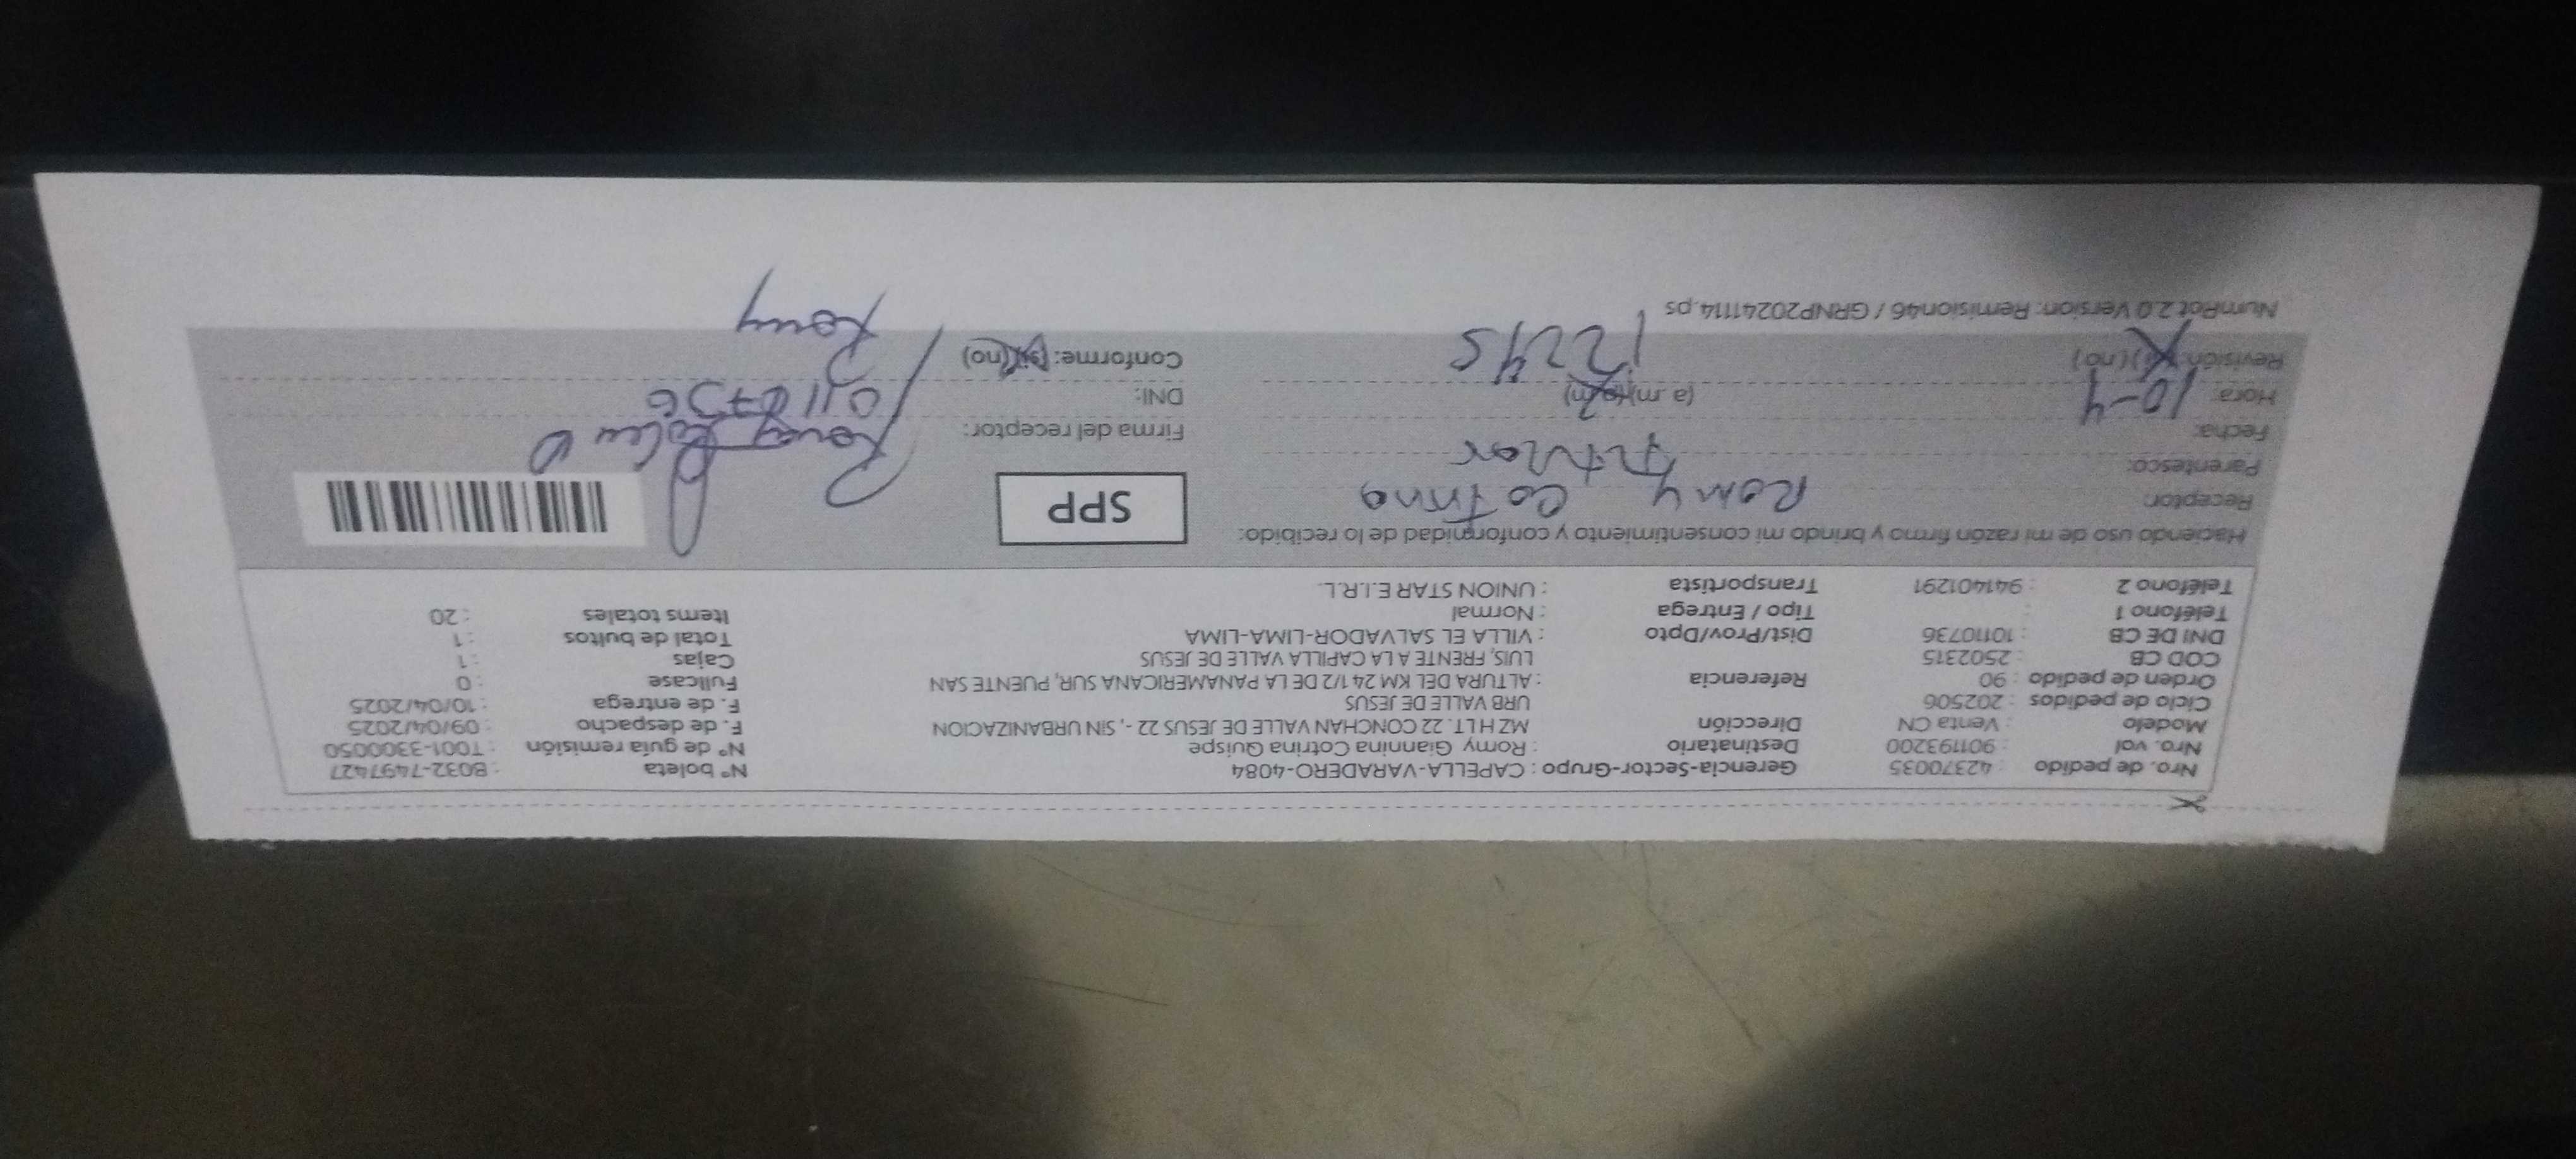 Nro. de pedido : 42370035 Gerencia-Sector-Grupo : CAPELLA-VARADERO-4084 N° boleta : B032-7497427
Nro. val : 901193200 Destinatario : Romy Giannina Cotrina Quispe N° de guía remisión : T001-3300050
Modelo : Venta CN Dirección MZ H LT. 22 CONCHAN VALLE DE JESUS 22 -, SIN URBANIZACION F. de despacho : 09/04/2025
Ciclo de pedidos : 202506 URB VALLE DE JESUS F. de entrega : 10/04/2025
Orden de pedido : 90 Referencia : ALTURA DEL KM 24 1/2 DE LA PANAMERICANA SUR, PUENTE SAN Fullcase : 0
COD CB : 2502315 LUIS, FRENTE A LA CAPILLA VALLE DE JESUS Cajas : 1
DNI DE CB : 10110736 Dist/Prov/Dpto : VILLA EL SALVADOR-LIMA-LIMA Total de bultos : 1
Teléfono 1 : Tipo / Entrega : Normal Items totales : 20
Teléfono 2 : 941401291 Transportista : UNION STAR E.I.R.L.
Haciendo uso de mi razón firmo y brindo mi consentimiento y conformidad de lo recibido:
Receptor: Romy Cotrina SPP
Parentesco: titular
Fecha: 10-4 Firma del receptor: Romy
Hora: (a.m) (p.m) 1245 DNI:
Revisión: (si) (no) Conforme: (si) (no)
Romy
NumRot 2.0 Version: Remision46 / GRNP20241114.ps